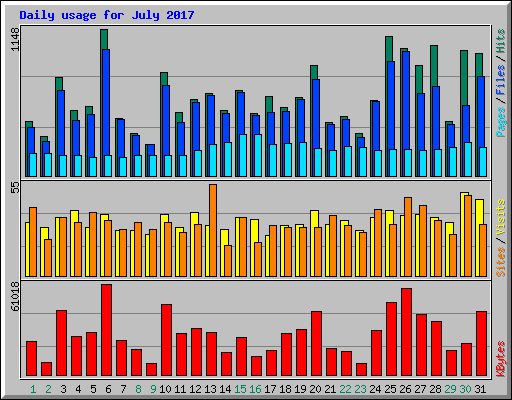 Daily usage for July 2017
1148
Pages / Files / Hits
55
Sites / Visits
61018
KBytes
1 2 3 4 5 6 7 8 9 10 11 12 13 14 15 16 17 18 19 20 21 22 23 24 25 26 27 28 29 30 31